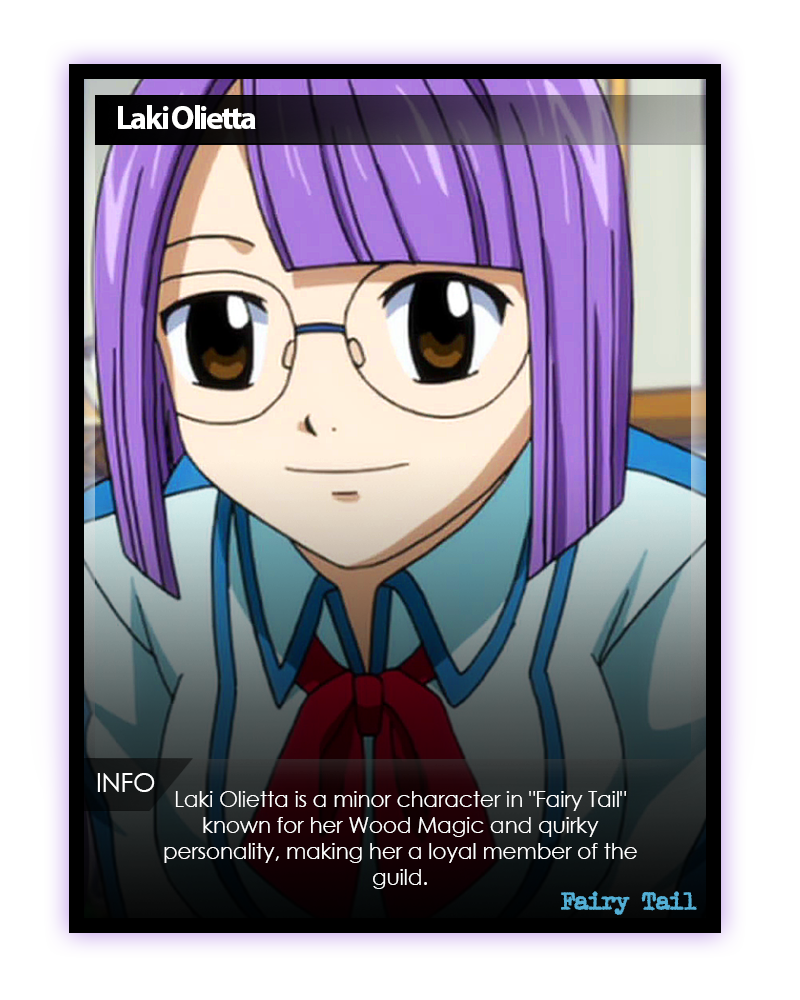 Laki Olietta
INFO
Laki Olietta is a minor character in "Fairy Tail"
known for her Wood Magic and quirky
personality, making her a loyal member of the
guild.
Fairy Tail